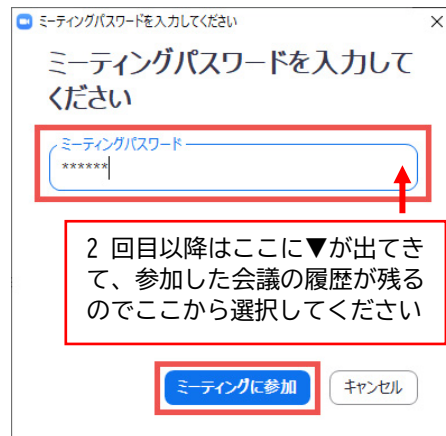 ミーティングパスワードを入力してください
ミーティングパスワードを入力して
ください
ミーティングパスワード
******
2 回目以降はここに▼が出てき
て、参加した会議の履歴が残る
のでここから選択してください
ミーティングに参加 キャンセル